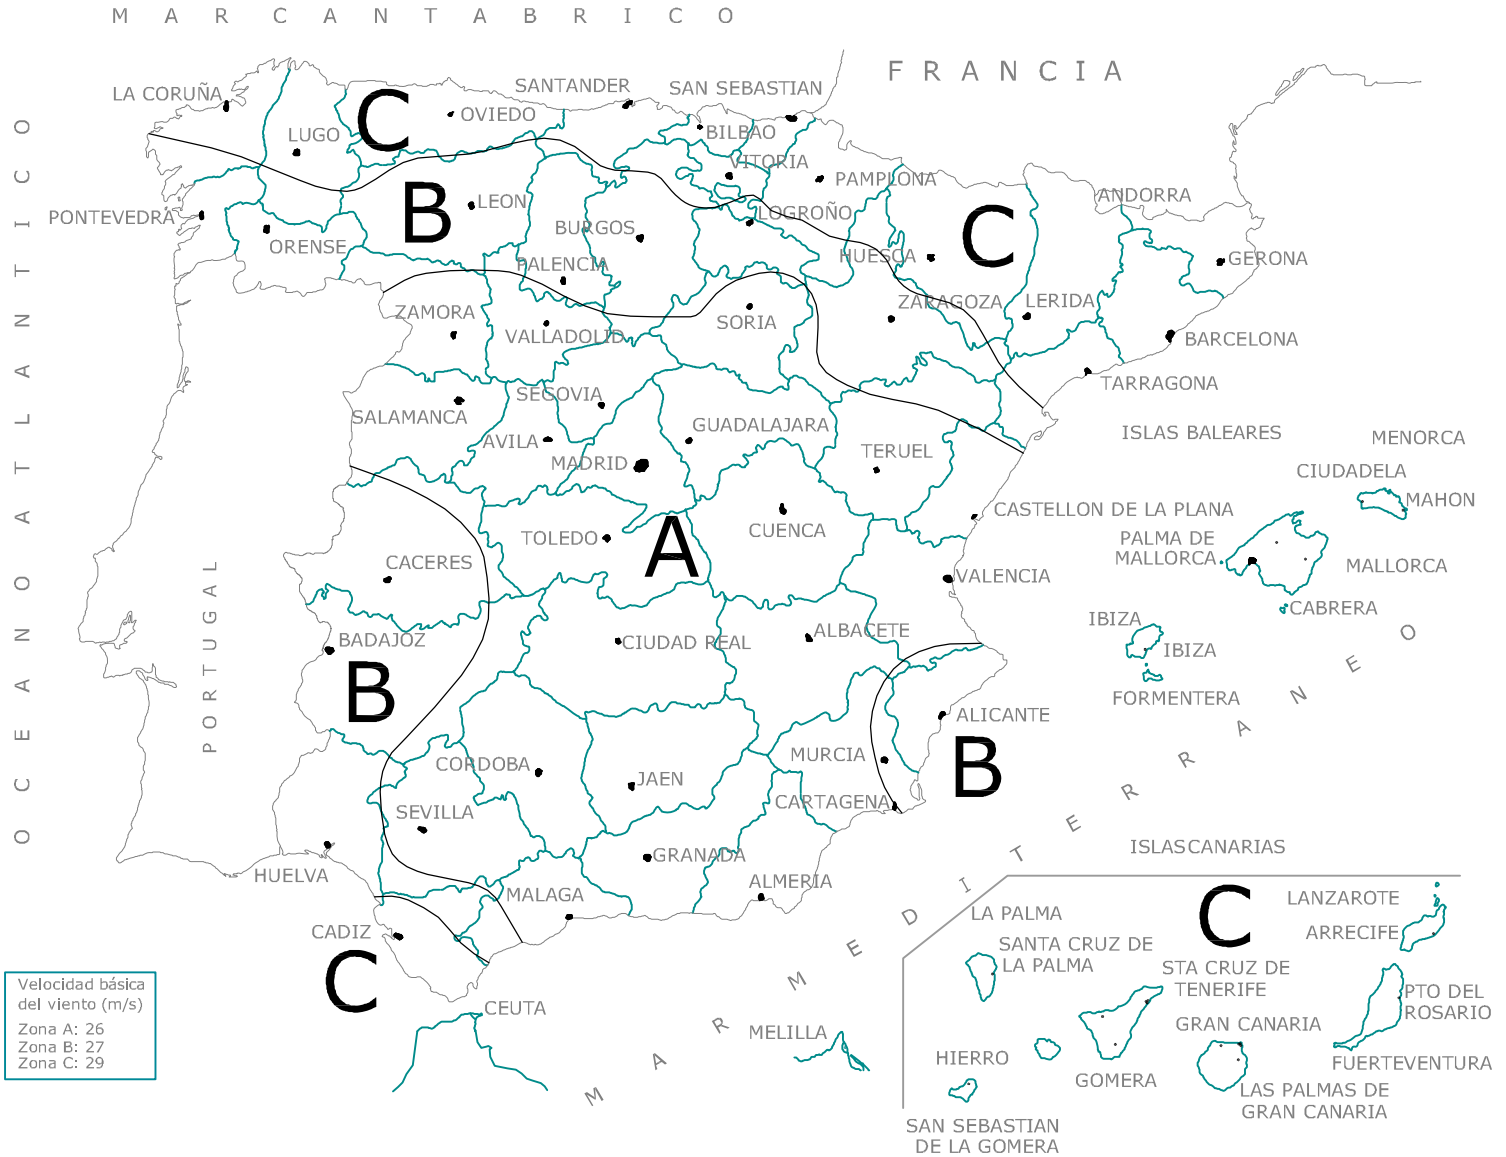 M A R C A N T A B R I C O
F R A N C I A
O C E A N O A T L A N T I C O
P O R T U G A L
M A R M E D I T E R R A N E O
LA CORUÑA
LUGO
C
OVIEDO
SANTANDER
SAN SEBASTIAN
BILBAO
VITORIA
PAMPLONA
ANDORRA
PONTEVEDRA
ORENSE
B
LEON
BURGOS
LOGROÑO
HUESCA
C
GERONA
PALENCIA
ZAMORA
VALLADOLID
SORIA
ZARAGOZA
LERIDA
BARCELONA
TARRAGONA
SALAMANCA
SEGOVIA
AVILA
MADRID
GUADALAJARA
TERUEL
ISLAS BALEARES
MENORCA
CIUDADELA
MAHON
CASTELLON DE LA PLANA
PALMA DE
MALLORCA
MALLORCA
CABRERA
IBIZA
IBIZA
FORMENTERA
TOLEDO
A
CUENCA
CACERES
VALENCIA
BADAJOZ
B
CIUDAD REAL
ALBACETE
ALICANTE
B
MURCIA
CARTAGENA
CORDOBA
JAEN
SEVILLA
HUELVA
GRANADA
MALAGA
ALMERIA
CADIZ
C
CEUTA
MELILLA
ISLASCANARIAS
C
LANZAROTE
ARRECIFE
LA PALMA
SANTA CRUZ DE
LA PALMA
STA CRUZ DE
TENERIFE
PTO DEL
ROSARIO
GRAN CANARIA
HIERRO
GOMERA
FUERTEVENTURA
LAS PALMAS DE
GRAN CANARIA
SAN SEBASTIAN
DE LA GOMERA
Velocidad básica
del viento (m/s)
Zona A: 26
Zona B: 27
Zona C: 29